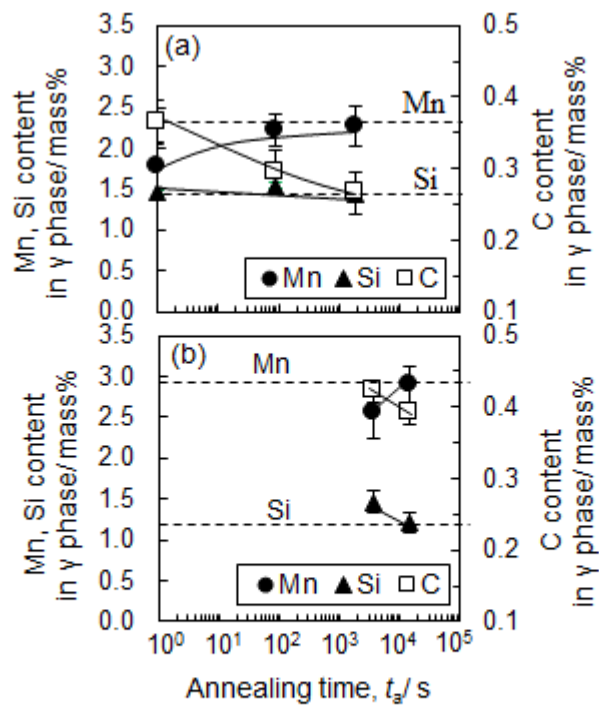 (a)
3.5
3.0
2.5
2.0
1.5
1.0
0.5
0.0
Mn, Si content
in γ phase/mass%
0.5
0.4
0.3
0.2
0.1
C content
in γ phase/mass%
Mn
Si
Mn Si C
(b)
3.5
3.0
2.5
2.0
1.5
1.0
0.5
0.0
Mn, Si content
in γ phase/mass%
0.5
0.4
0.3
0.2
0.1
C content
in γ phase/mass%
Mn
Si
Mn Si C
10⁰ 10¹ 10² 10³ 10⁴ 10⁵
Annealing time, tₐ/ s